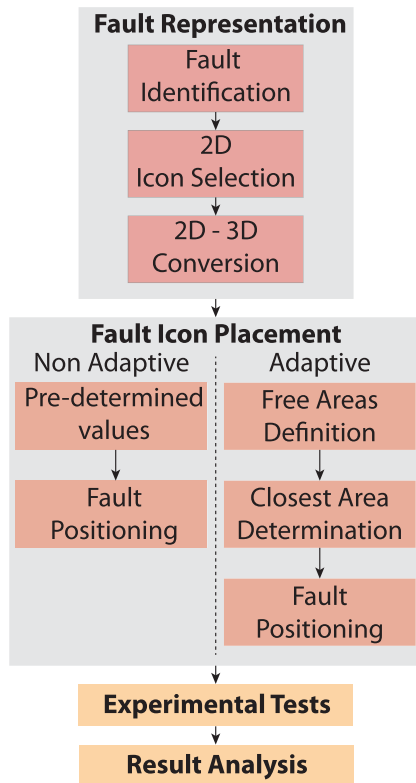 Fault Representation
Fault
Identification
2D
Icon Selection
2D - 3D
Conversion
Fault Icon Placement
Non Adaptive
Pre-determined
values
Fault
Positioning
Adaptive
Free Areas
Definition
Closest Area
Determination
Fault
Positioning
Experimental Tests
Result Analysis